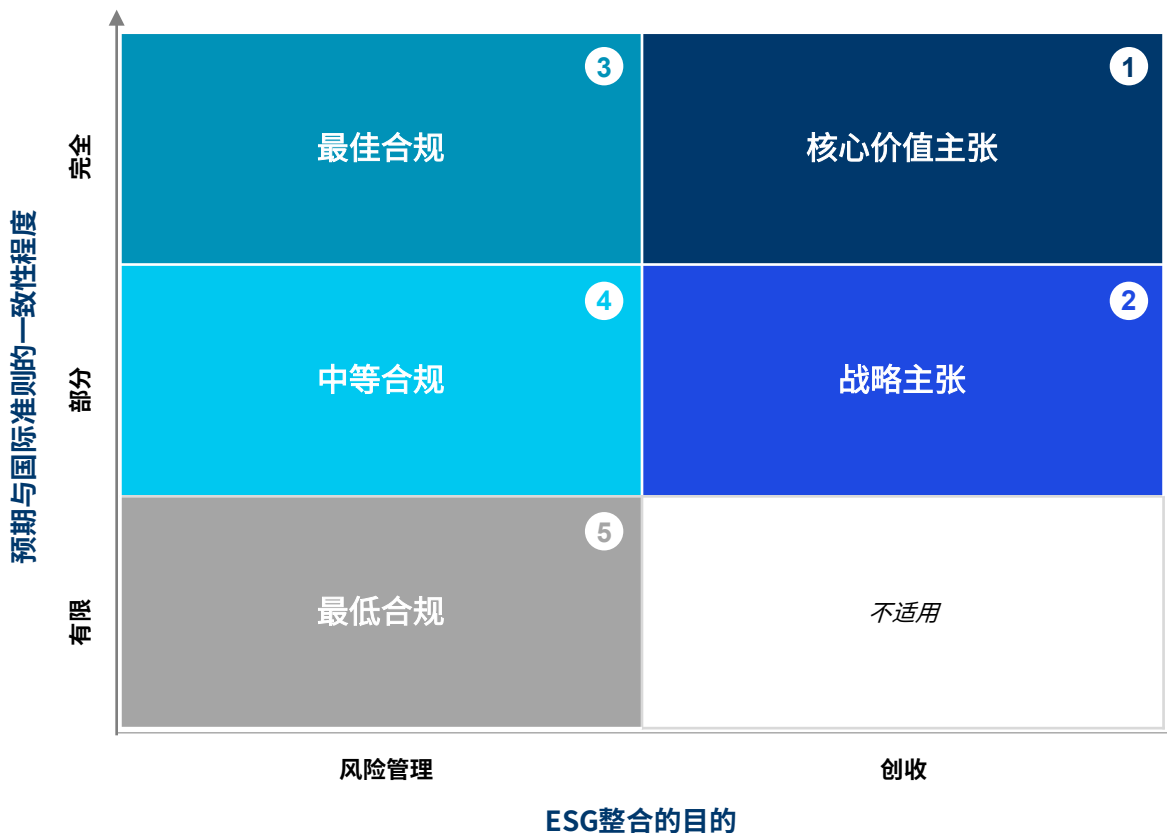 预期与国际准则的一致性程度
完全
3
最佳合规
1
核心价值主张
部分
4
中等合规
2
战略主张
有限
5
最低合规
不适用
风险管理
创收
ESG整合的目的